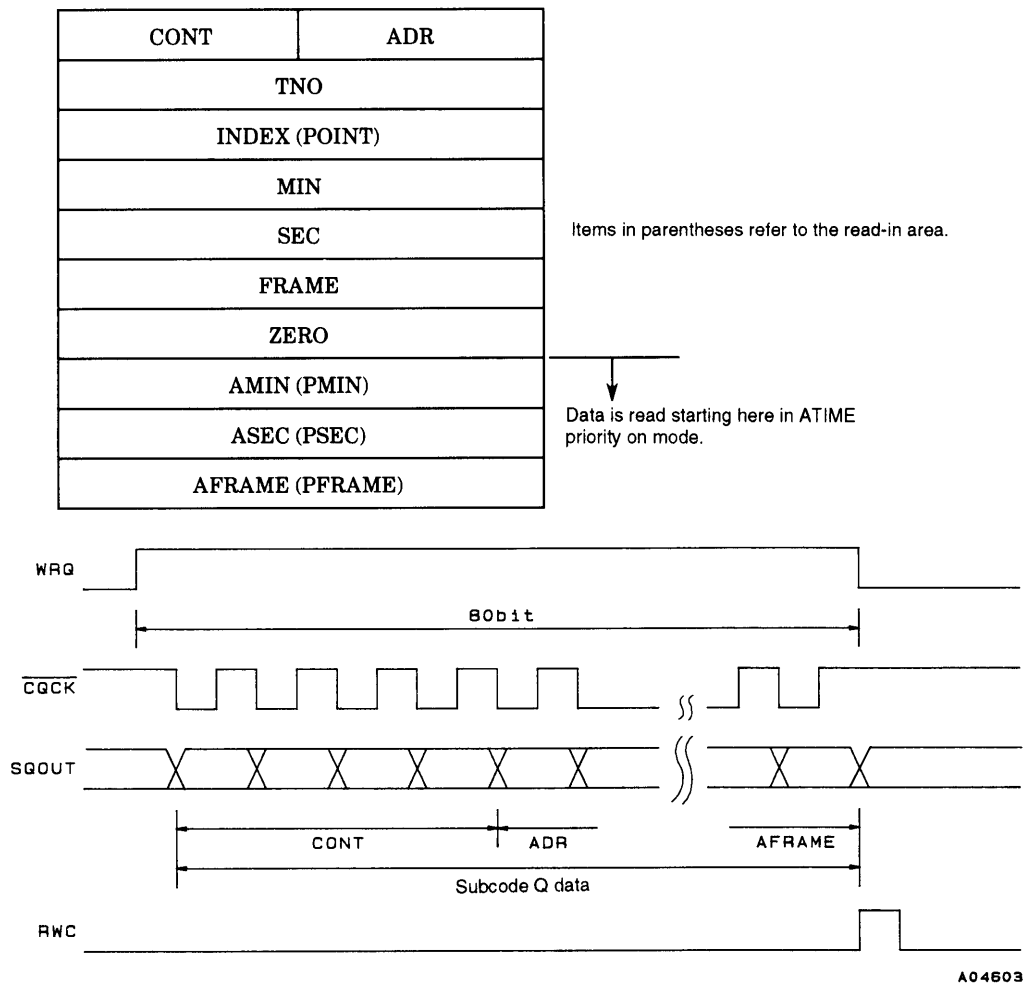 CONT ADR
TNO
INDEX (POINT)
MIN
SEC
Items in parentheses refer to the read-in area.
FRAME
ZERO
AMIN (PMIN)
Data is read starting here in ATIME
priority on mode.
ASEC (PSEC)
AFRAME (PFRAME)
WRQ
80bit
CQCK
SQOUT
CONT ADR AFRAME
Subcode Q data
RWC
A04603